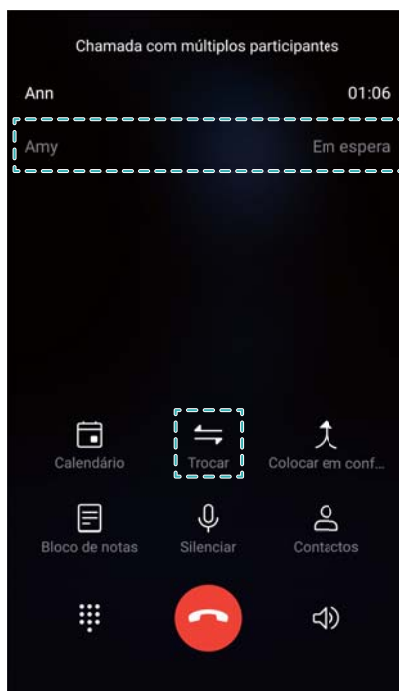 Chamada com múltiplos participantes
Ann 01:06
Amy Em espera
Calendário Trocar Colocar em conf...
Bloco de notas Silenciar Contactos